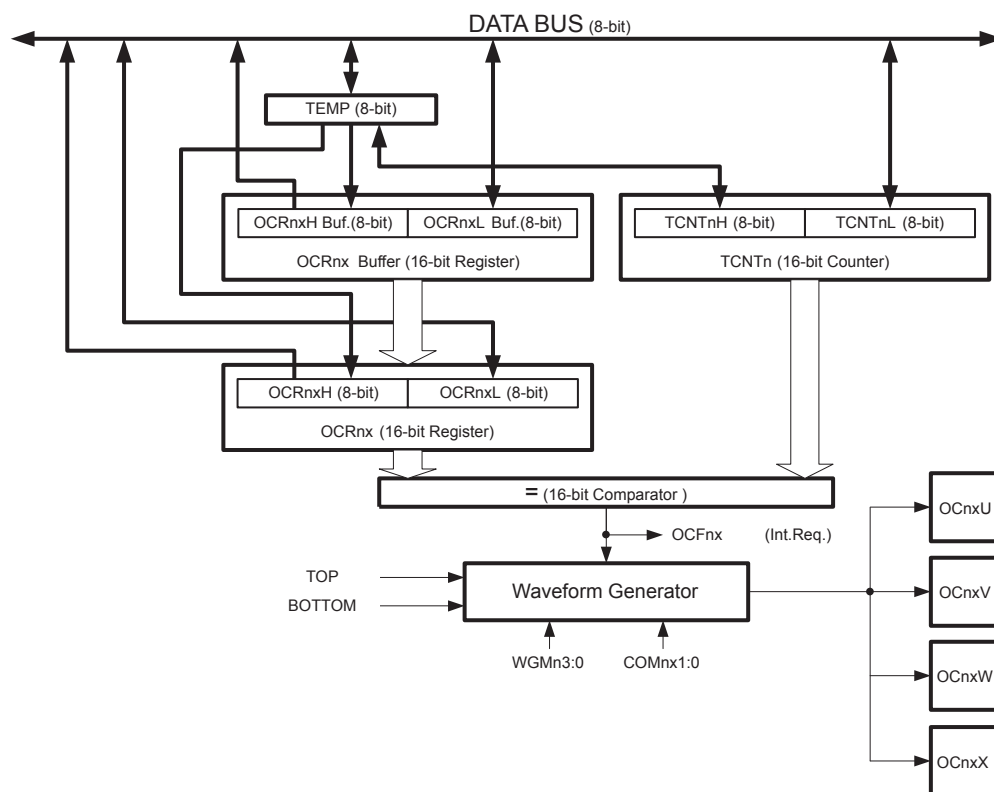 DATA BUS (8-bit)
TEMP (8-bit)
OCRnxH Buf.(8-bit)
OCRnxL Buf.(8-bit)
TCNTnH (8-bit)
TCNTnL (8-bit)
OCRnx Buffer (16-bit Register)
TCNTn (16-bit Counter)
OCRnxH (8-bit)
OCRnxL (8-bit)
OCRnx (16-bit Register)
= (16-bit Comparator )
OCnxU
OCFnx
(Int.Req.)
TOP
BOTTOM
Waveform Generator
OCnxV
WGMn3:0
COMnx1:0
OCnxW
OCnxX